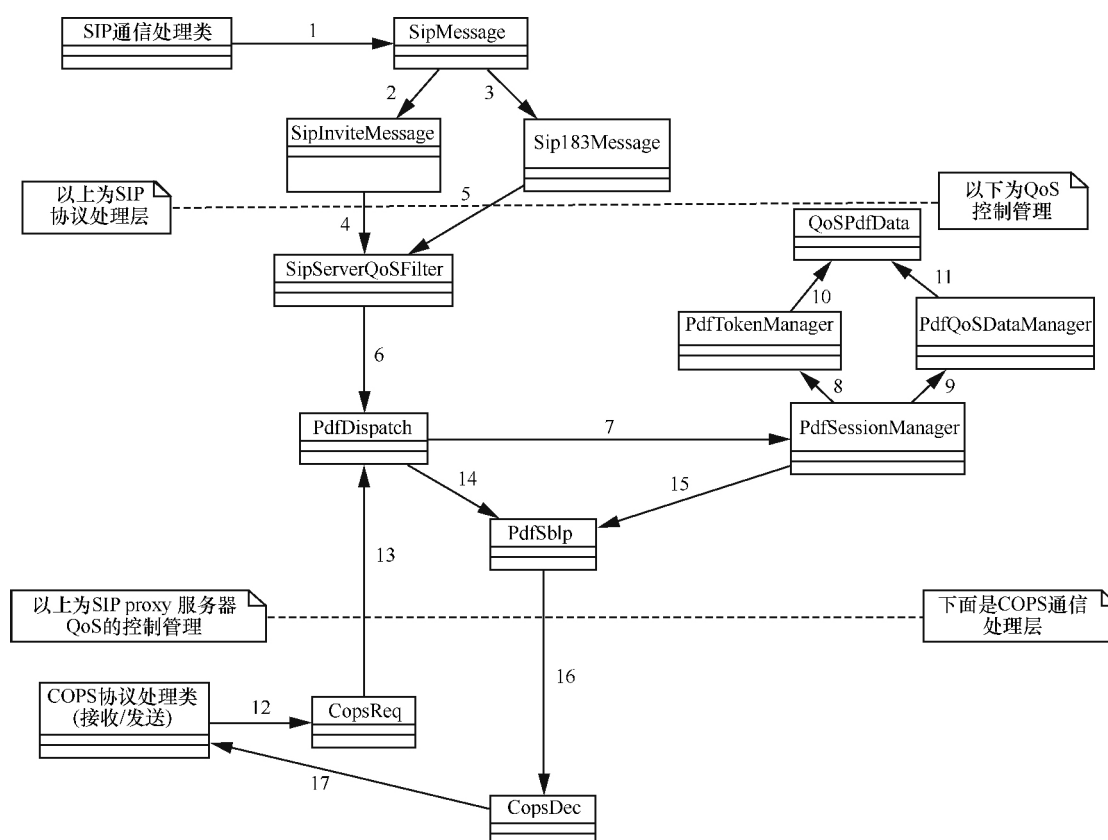 SIP通信处理类
1
SipMessage
2
3
SipInviteMessage
Sip183Message
以上为SIP
协议处理层
5
以下为QoS
控制管理
4
QoSPdfData
SipServerQoSFilter
10
11
PdfTokenManager
PdfQoSDataManager
6
8
9
PdfDispatch
7
PdfSessionManager
14
15
PdfSblp
13
以上为SIP proxy 服务器
QoS的控制管理
下面是COPS通信
处理层
16
COPS协议处理类
(接收/发送)
12
CopsReq
17
CopsDec